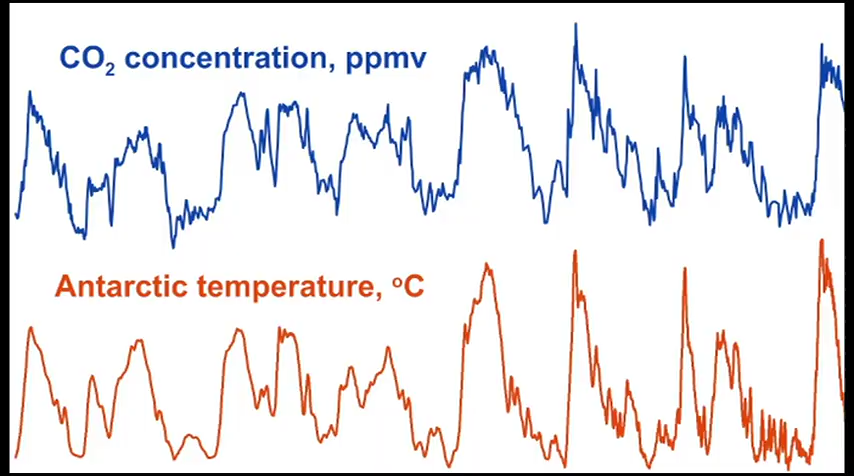 CO₂ concentration, ppmv
Antarctic temperature, ºC